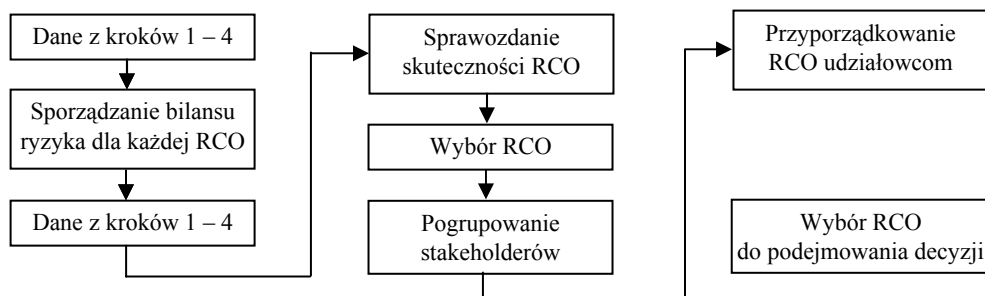 Dane z kroków 1 – 4
Sporządzanie bilansu
ryzyka dla każdej RCO
Dane z kroków 1 – 4
Sprawozdanie
skuteczności RCO
Wybór RCO
Pogrupowanie
stakeholderów
Przyporządkowanie
RCO udziałowcom
Wybór RCO
do podejmowania decyzji